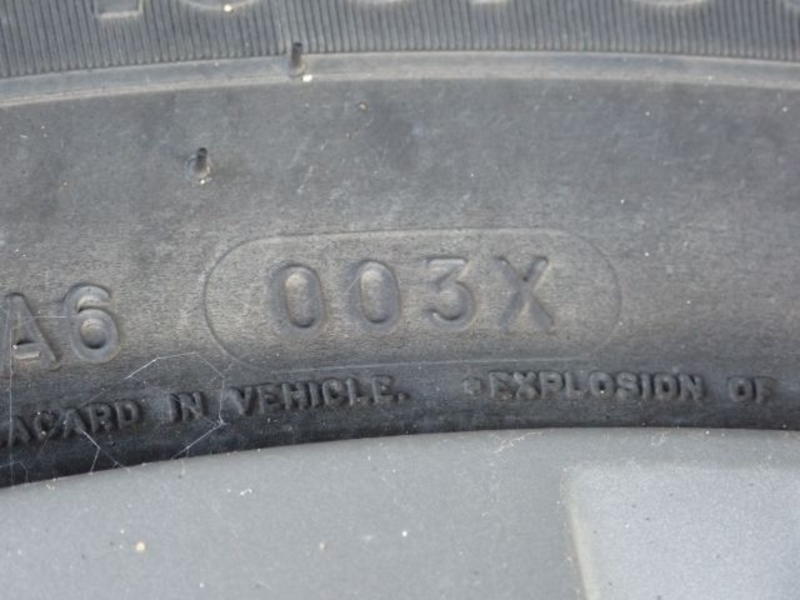 A6 003X
ACARD IN VEHICLE. •EXPLOSION OF